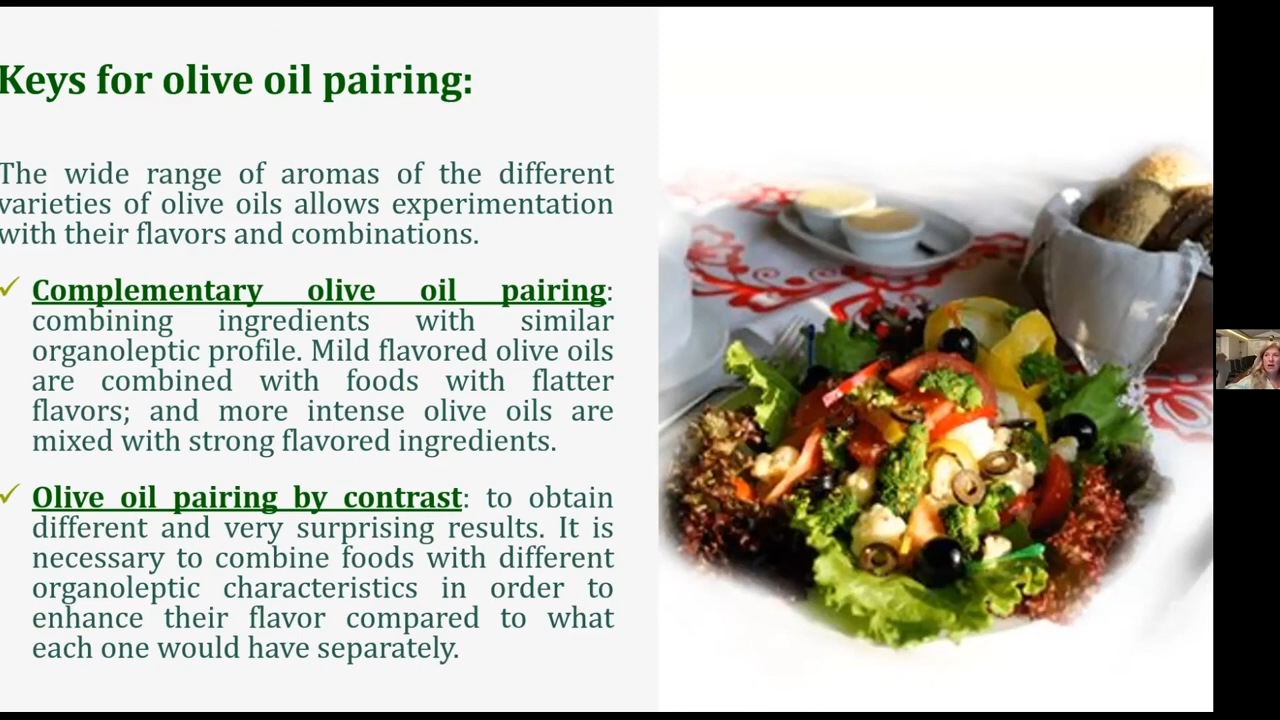 Keys for olive oil pairing:
The wide range of aromas of the different
varieties of olive oils allows experimentation
with their flavors and combinations.
✓ Complementary olive oil pairing:
combining ingredients with similar
organoleptic profile. Mild flavored olive oils
are combined with foods with flatter
flavors; and more intense olive oils are
mixed with strong flavored ingredients.
✓ Olive oil pairing by contrast: to obtain
different and very surprising results. It is
necessary to combine foods with different
organoleptic characteristics in order to
enhance their flavor compared to what
each one would have separately.